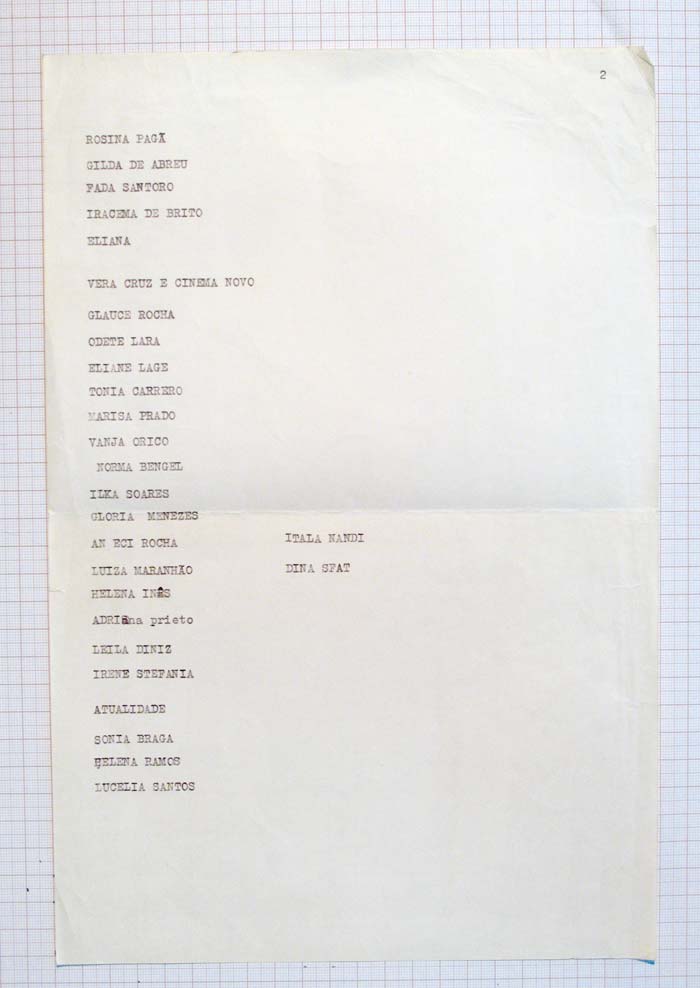 2
ROSINA PAGÃ
GILDA DE ABREU
FADA SANTORO
IRACEMA DE BRITO
ELIANA
VERA CRUZ E CINEMA NOVO
GLAUCE ROCHA
ODETE LARA
ELIANE LAGE
TONIA CARRERO
MARISA PRADO
VANJA ORICO
NORMA BENGEL
ILKA SOARES
GLORIA MENEZES
AN ECI ROCHA
ITALA NANDI
LUIZA MARANHÃO
DINA SFAT
HELENA INÊS
ADRIana prieto
LEILA DINIZ
IRENE STEFANIA
ATUALIDADE
SONIA BRAGA
HELENA RAMOS
LUCELIA SANTOS